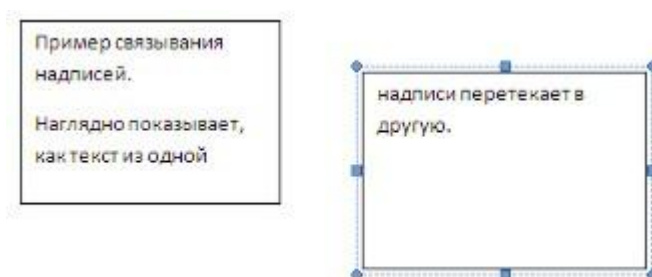 Пример связывания
надписей.
Наглядно показывает,
как текст из одной
надписи перетекает в
другую.